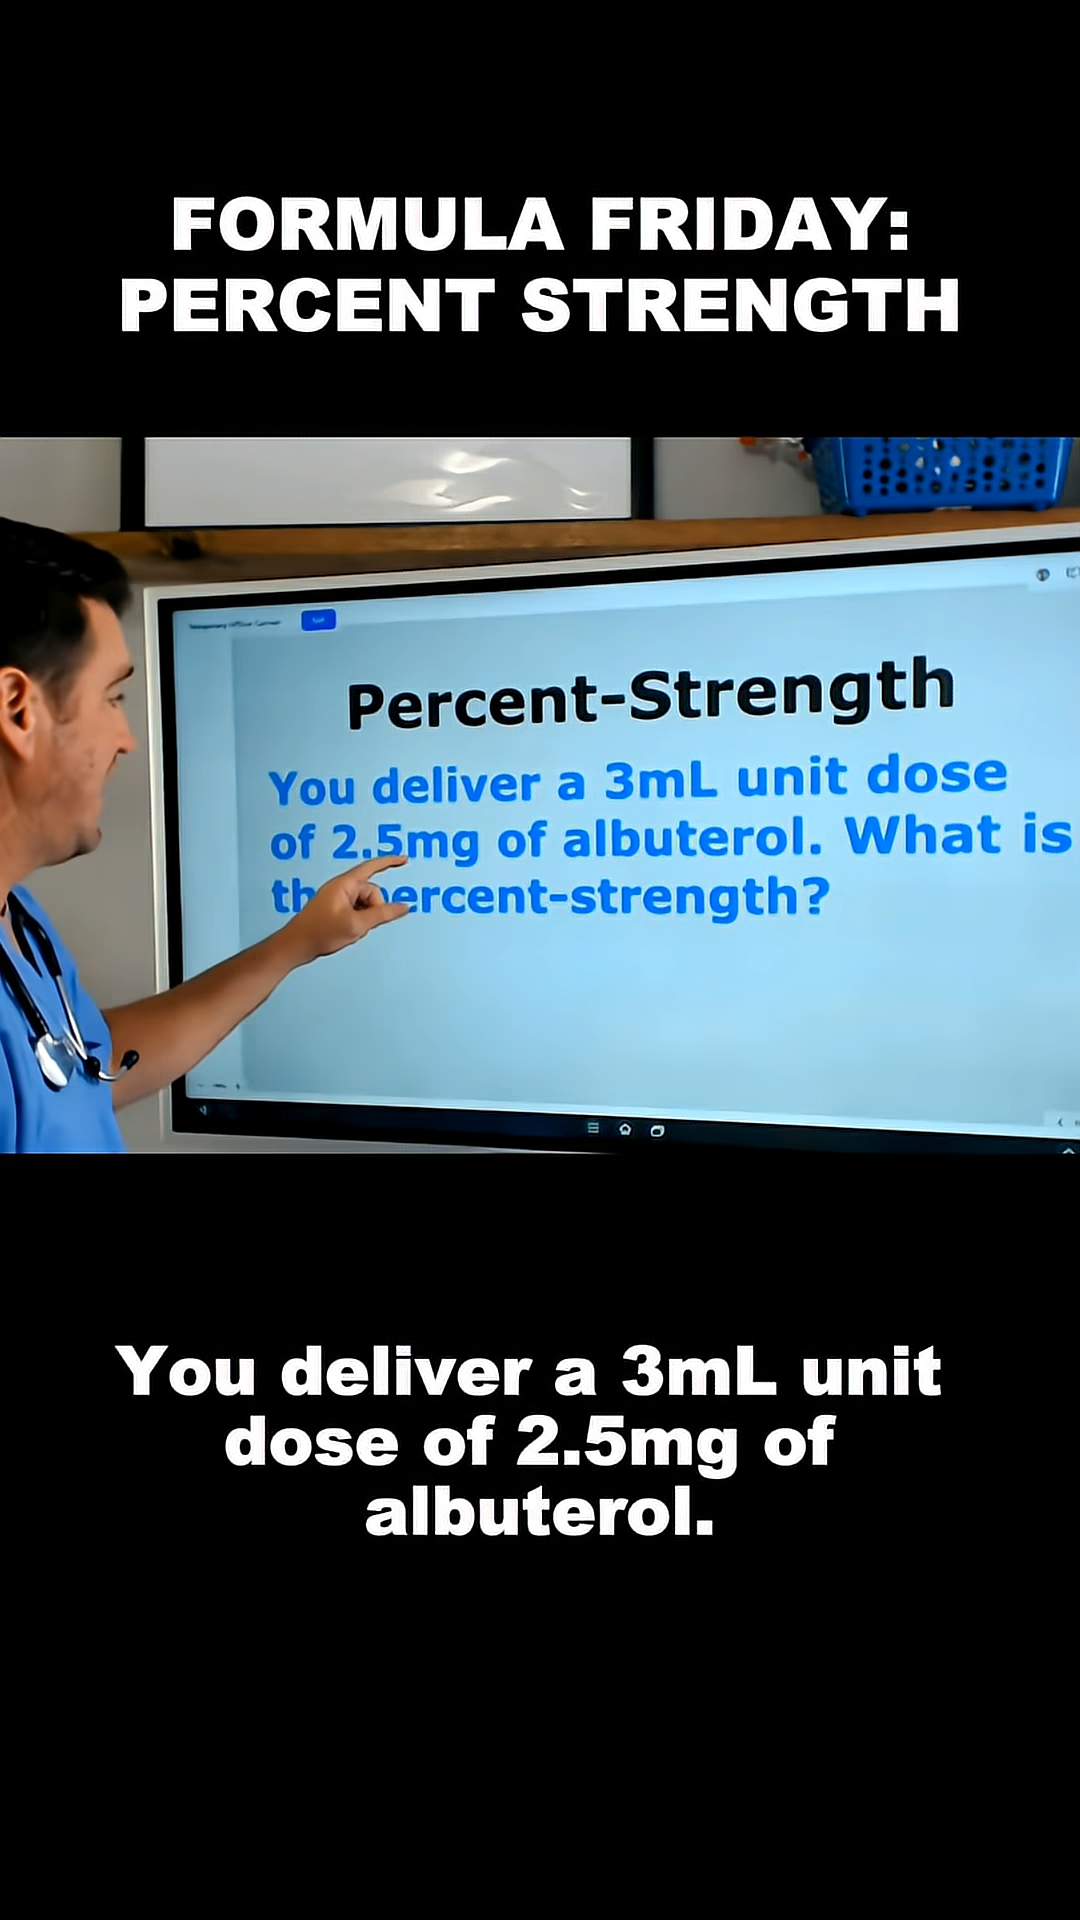 FORMULA FRIDAY:
PERCENT STRENGTH
Percent-Strength
You deliver a 3mL unit dose
of 2.5mg of albuterol. What is
percent-strength?
You deliver a 3mL unit
dose of 2.5mg of
albuterol.